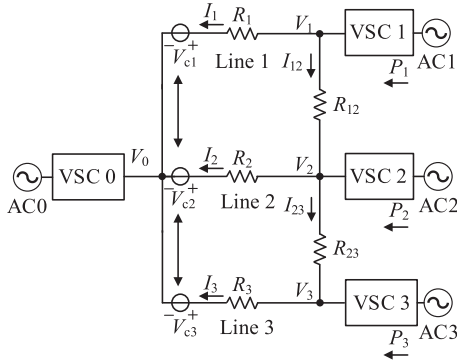 I1 R1 V1 VSC 1
− + Vc1 Line 1 I12 P1 AC1
R12
V0 I2 R2 V2
VSC 0 VSC 2
AC0 − + Vc2 Line 2 I23 P2 AC2
R23
I3 R3 V3 VSC 3
− + Vc3 Line 3 P3 AC3